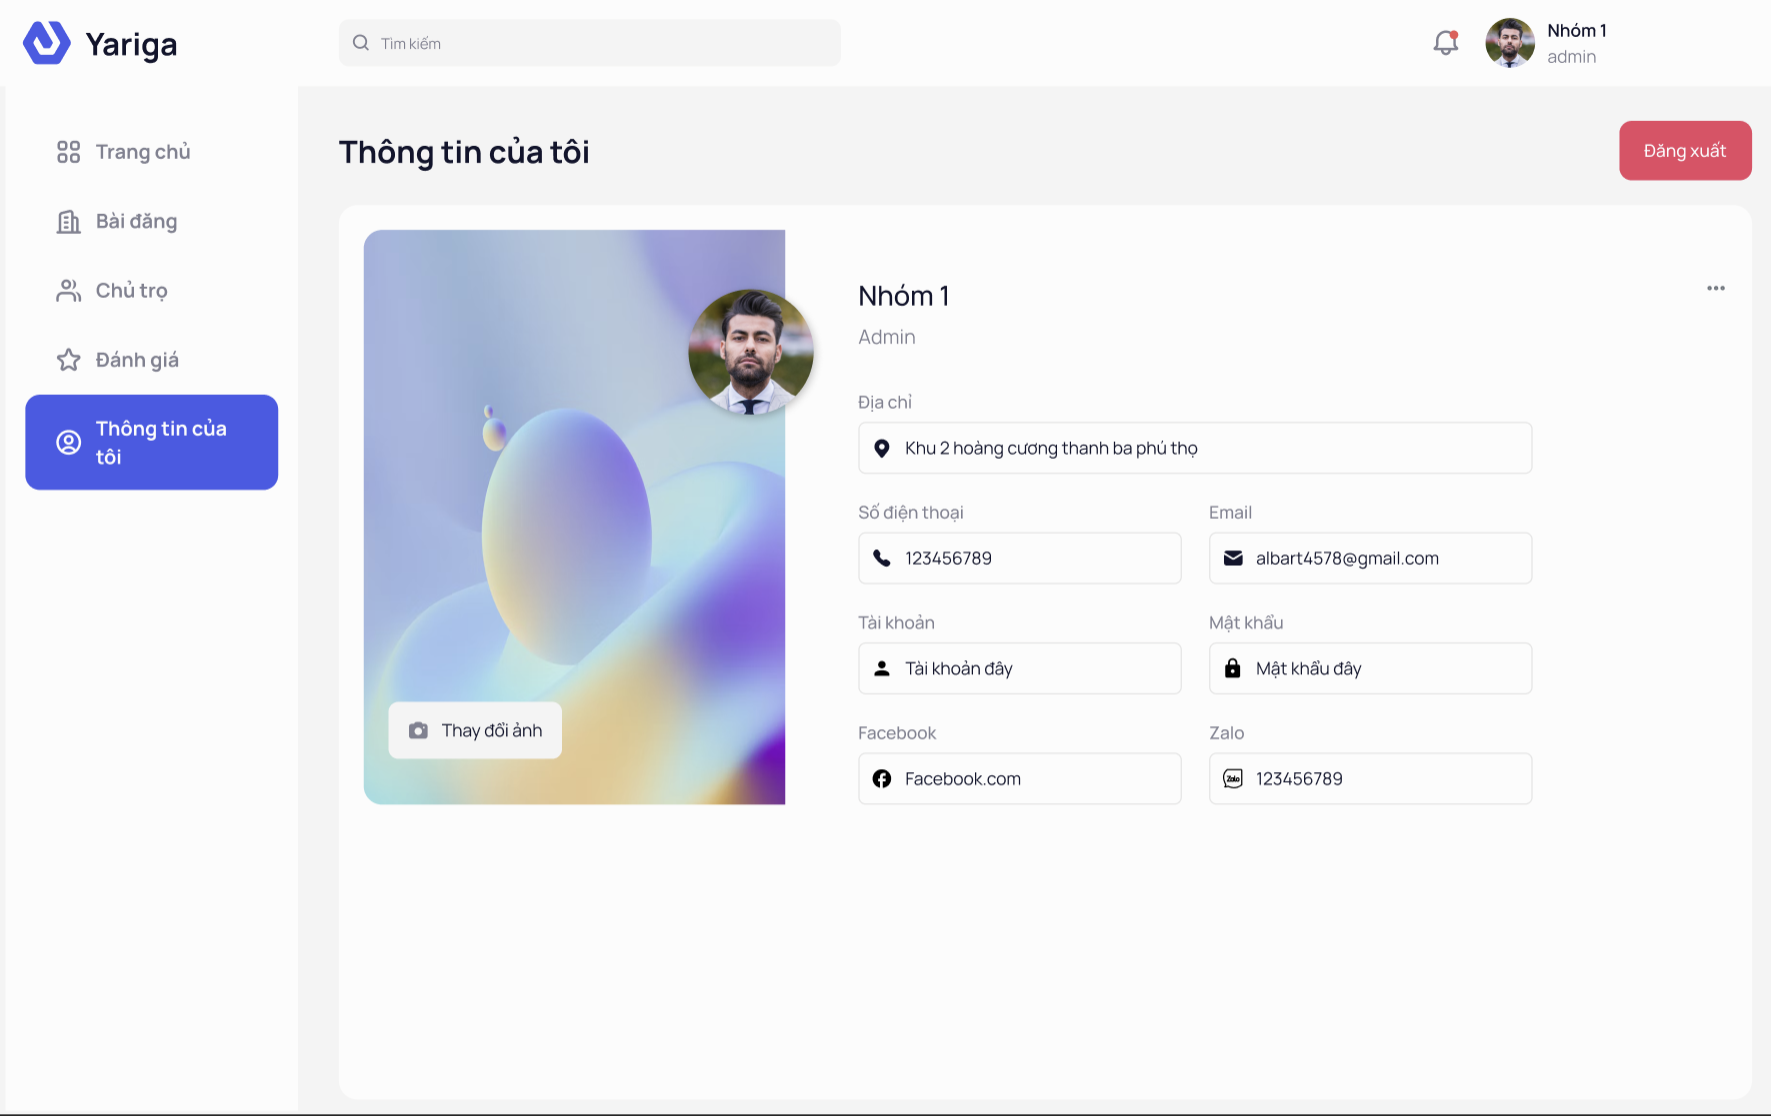 Yariga
Tìm kiếm
Nhóm 1
admin
Trang chủ
Bài đăng
Chủ trọ
Đánh giá
Thông tin của
tôi
Thông tin của tôi
Đăng xuất
Thay đổi ảnh
Nhóm 1
Admin
Địa chỉ
Khu 2 hoàng cương thanh ba phú thọ
Số điện thoại
Email
123456789
albart4578@gmail.com
Tài khoản
Mật khẩu
Tài khoản đây
Mật khẩu đây
Facebook
Zalo
Facebook.com
Zalo
123456789